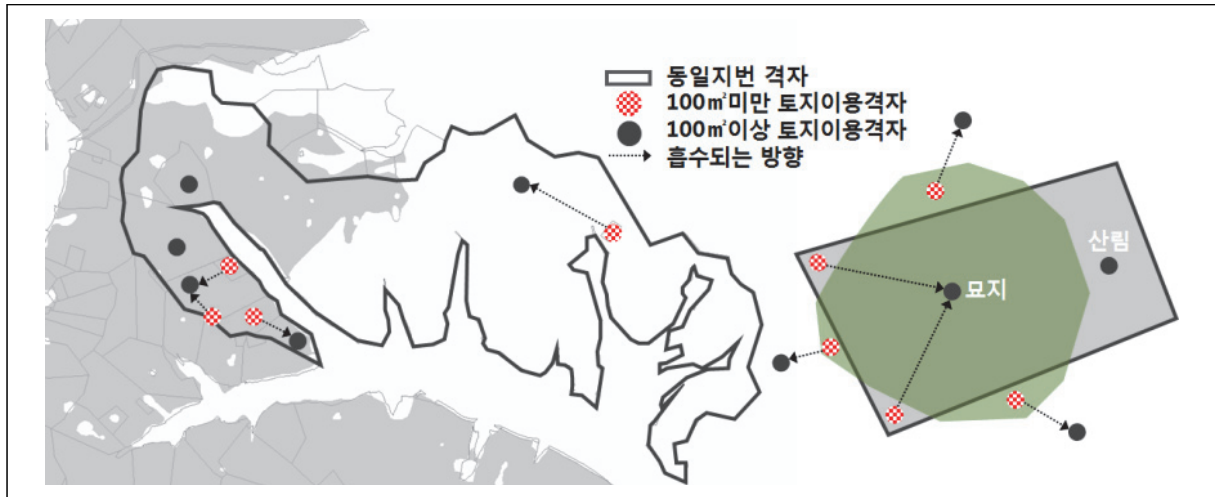 동일지번 격자
100㎡미만 토지이용격자
100㎡이상 토지이용격자
흡수되는 방향
산림
묘지